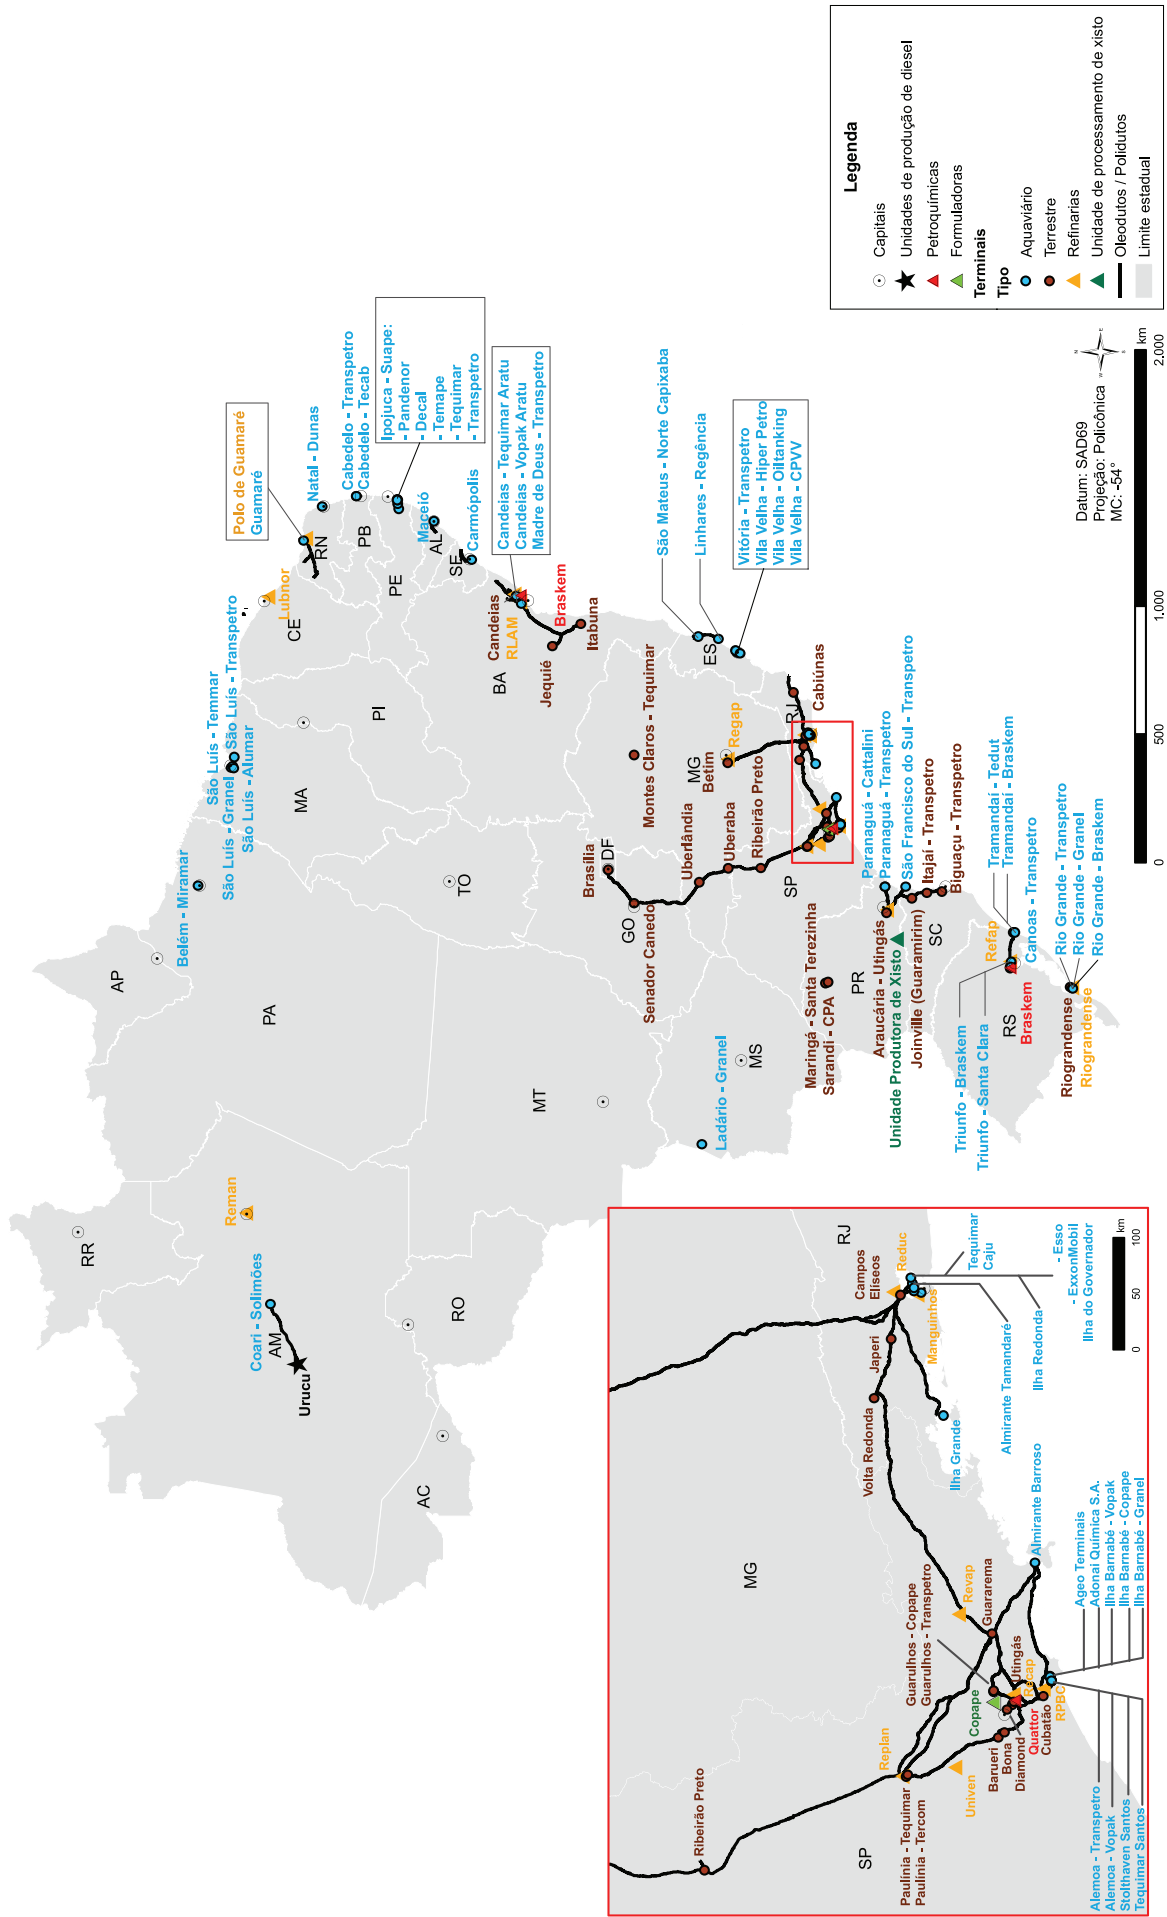 RR
AP
Reman
Coari - Solimões
AM
Urucu
PA
AC
RO
MT
Belém - Miramar
São Luís - Temmar
São Luís - Granel
São Luís - Transpetro
São Luís - Alumar
MA
PI
TO
CE
Lubnor
Polo de Guamaré
Guamaré
RN
Natal - Dunas
PB
Cabedelo - Transpetro
Cabedelo - Tecab
PE
Ipojuca - Suape:
- Pandenor
- Decal
- Temape
- Tequimar
- Transpetro
Maceió
AL
SE
Carmópolis
Candeias - Tequimar Aratu
Candeias - Vopak Aratu
Madre de Deus - Transpetro
Candeias
RLAM
Braskem
BA
Jequié
Itabuna
Brasília
DF
GO
Senador Canedo
Montes Claros - Tequimar
MG
Betim
Regap
Uberlândia
Uberaba
Ribeirão Preto
São Mateus - Norte Capixaba
Linhares - Regência
ES
Vitória - Transpetro
Vila Velha - Hiper Petro
Vila Velha - Oiltanking
Vila Velha - CPVV
RJ
Cabiúnas
SP
MS
Ladário - Granel
Maringá - Santa Terezinha
Sarandi - CPA
PR
Paranaguá - Cattalini
Paranaguá - Transpetro
São Francisco do Sul - Transpetro
Itajaí - Transpetro
Biguaçu - Transpetro
Araucária - Utingás
Unidade Produtora de Xisto
Joinville (Guaramirim)
SC
Refap
Tramandaí - Tedut
Tramandaí - Braskem
Canoas - Transpetro
Triunfo - Braskem
Triunfo - Santa Clara
RS
Braskem
Rio Grande - Transpetro
Rio Grande - Granel
Rio Grande - Braskem
Riograndense
Riograndense
Datum: SAD69
Projeção: Policônica
MC: -54°
N
S
E
W
0
500
1.000
2.000
km
Legenda
Capitais
Unidades de produção de diesel
Petroquímicas
Formuladoras
Terminais
Tipo
Aquaviário
Terrestre
Refinarias
Unidade de processamento de xisto
Oleodutos / Polidutos
Limite estadual
MG
RJ
SP
Ribeirão Preto
Replan
Paulínia - Tequimar
Paulínia - Tercom
Univen
Guarulhos - Copape
Guarulhos - Transpetro
Copape
Barueri
Bona
Diamond
Quattor
Cubatão
RPBC
Recap
Utingás
Guararema
Revap
Volta Redonda
Japeri
Campos
Elíseos
Reduc
Manguinhos
Tequimar
Caju
Ilha Grande
Almirante Tamandaré
Ilha Redonda
- Esso
- ExxonMobil
Ilha do Governador
Almirante Barroso
Ageo Terminais
Adonai Química S.A.
Ilha Barnabé - Vopak
Ilha Barnabé - Copape
Ilha Barnabé - Granel
Alemoa - Transpetro
Alemoa - Vopak
Stolthaven Santos
Tequimar Santos
0
50
100
km